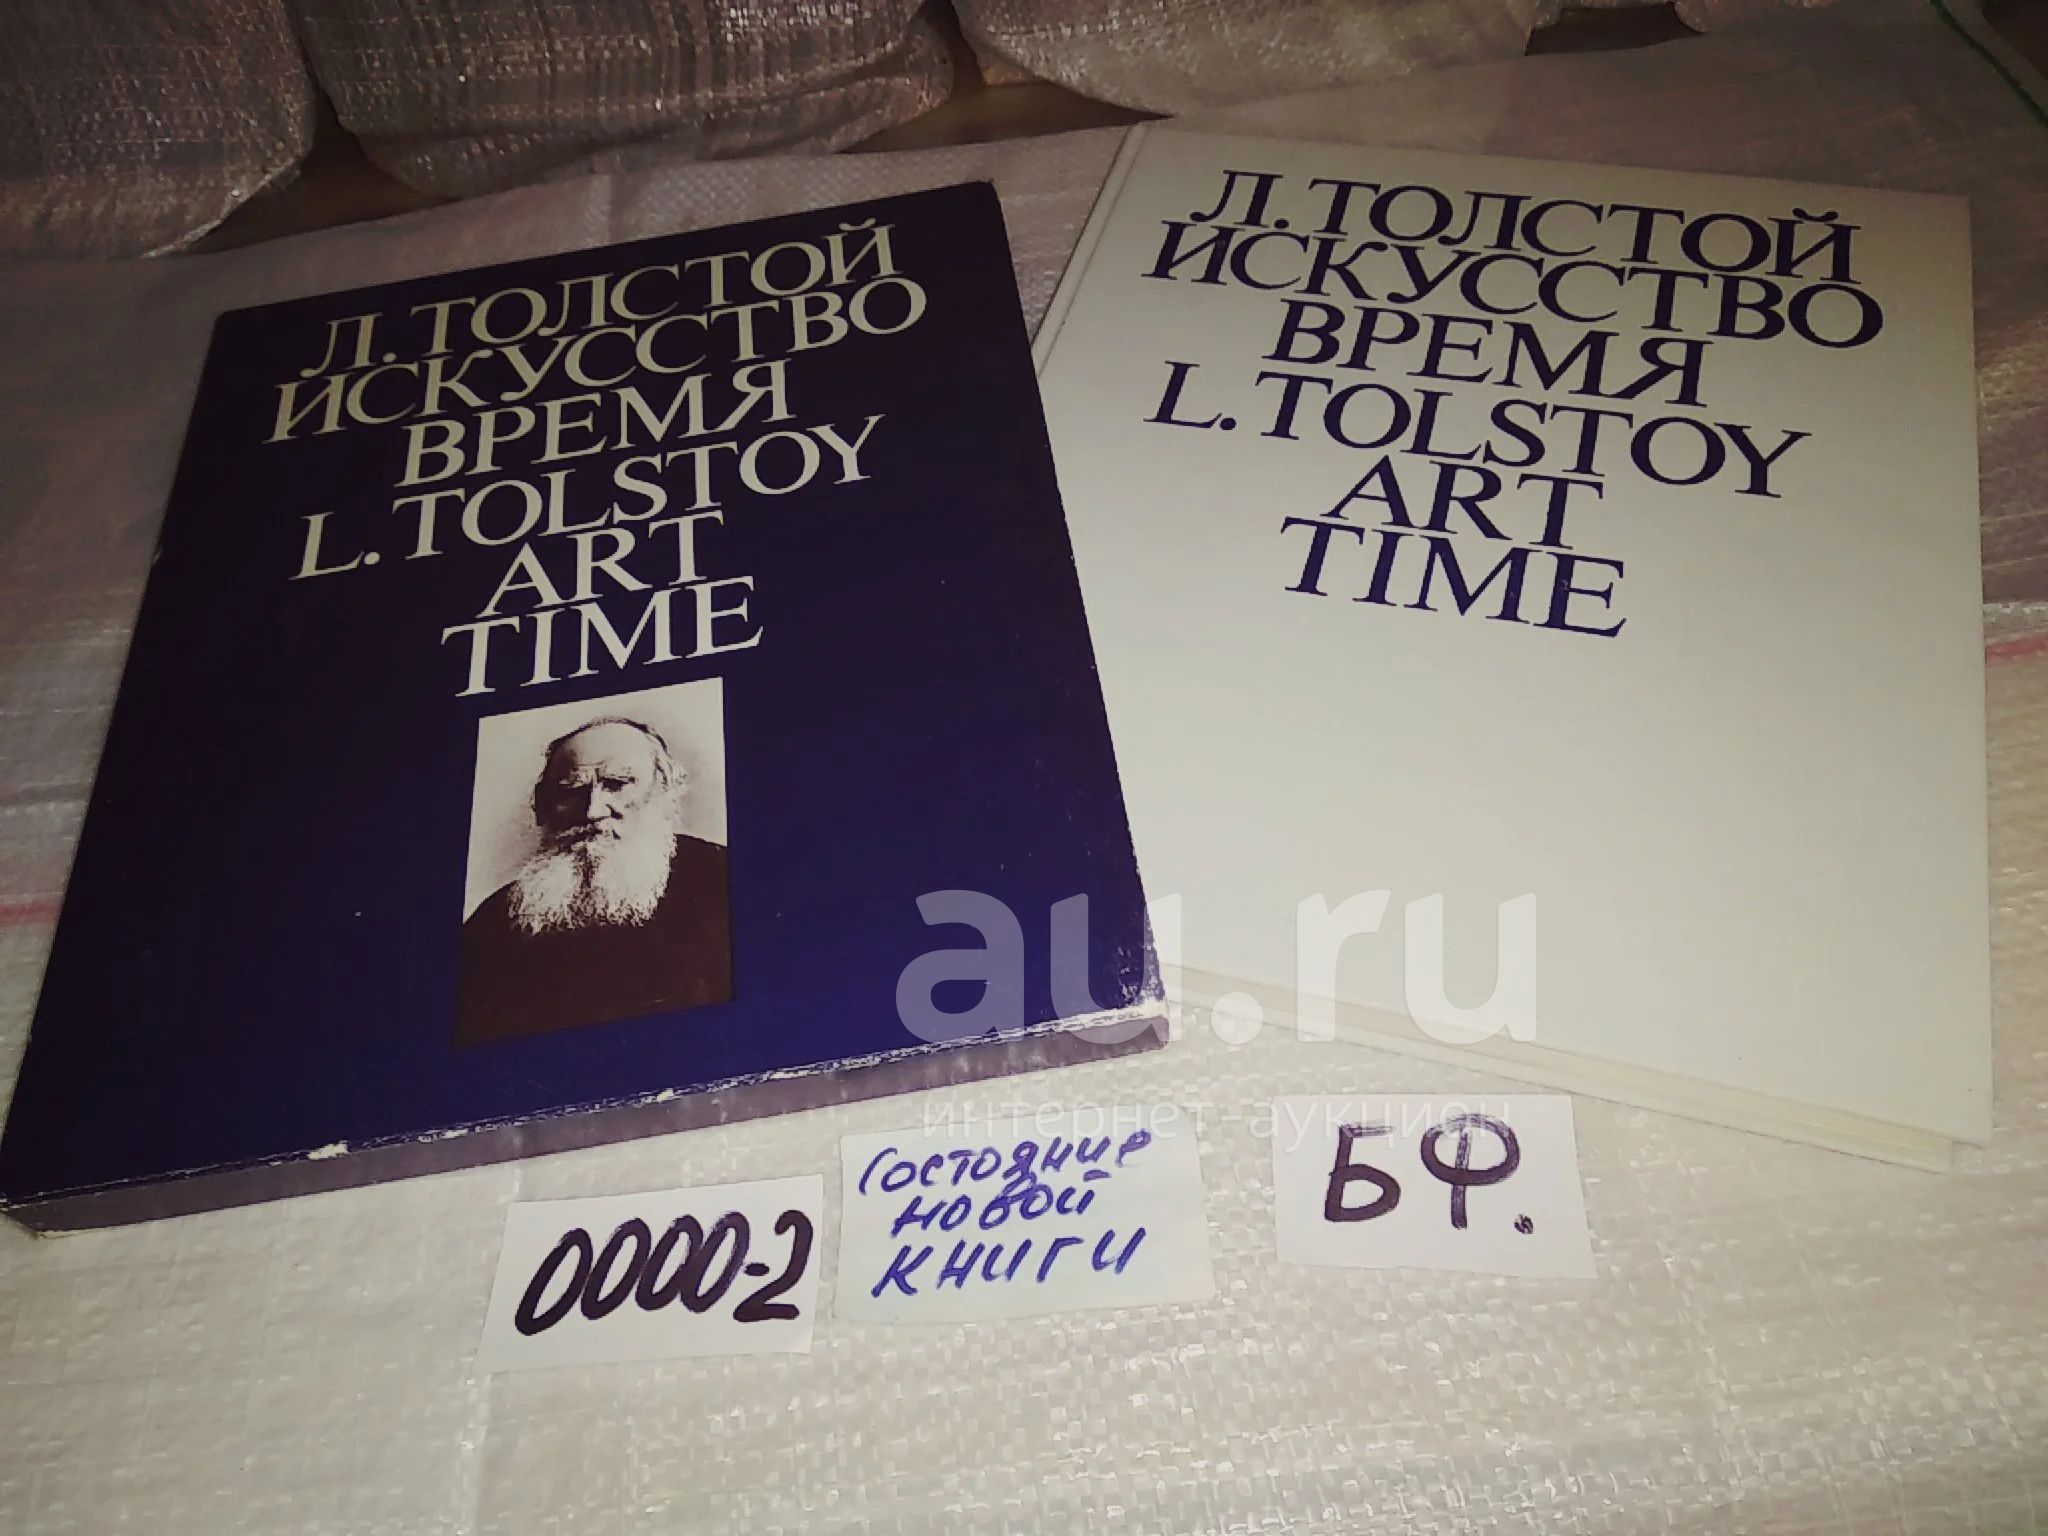 Л.ТОЛСТОЙ
ИСКУССТВО
ВРЕМЯ
L.TOLSTOY
ART
TIME
Л.ТОЛСТОЙ
ИСКУССТВО
ВРЕМЯ
L.TOLSTOY
ART
TIME
au.ru
интернет-аукцион
0000-2
Состояние
новой
книги
БФ.